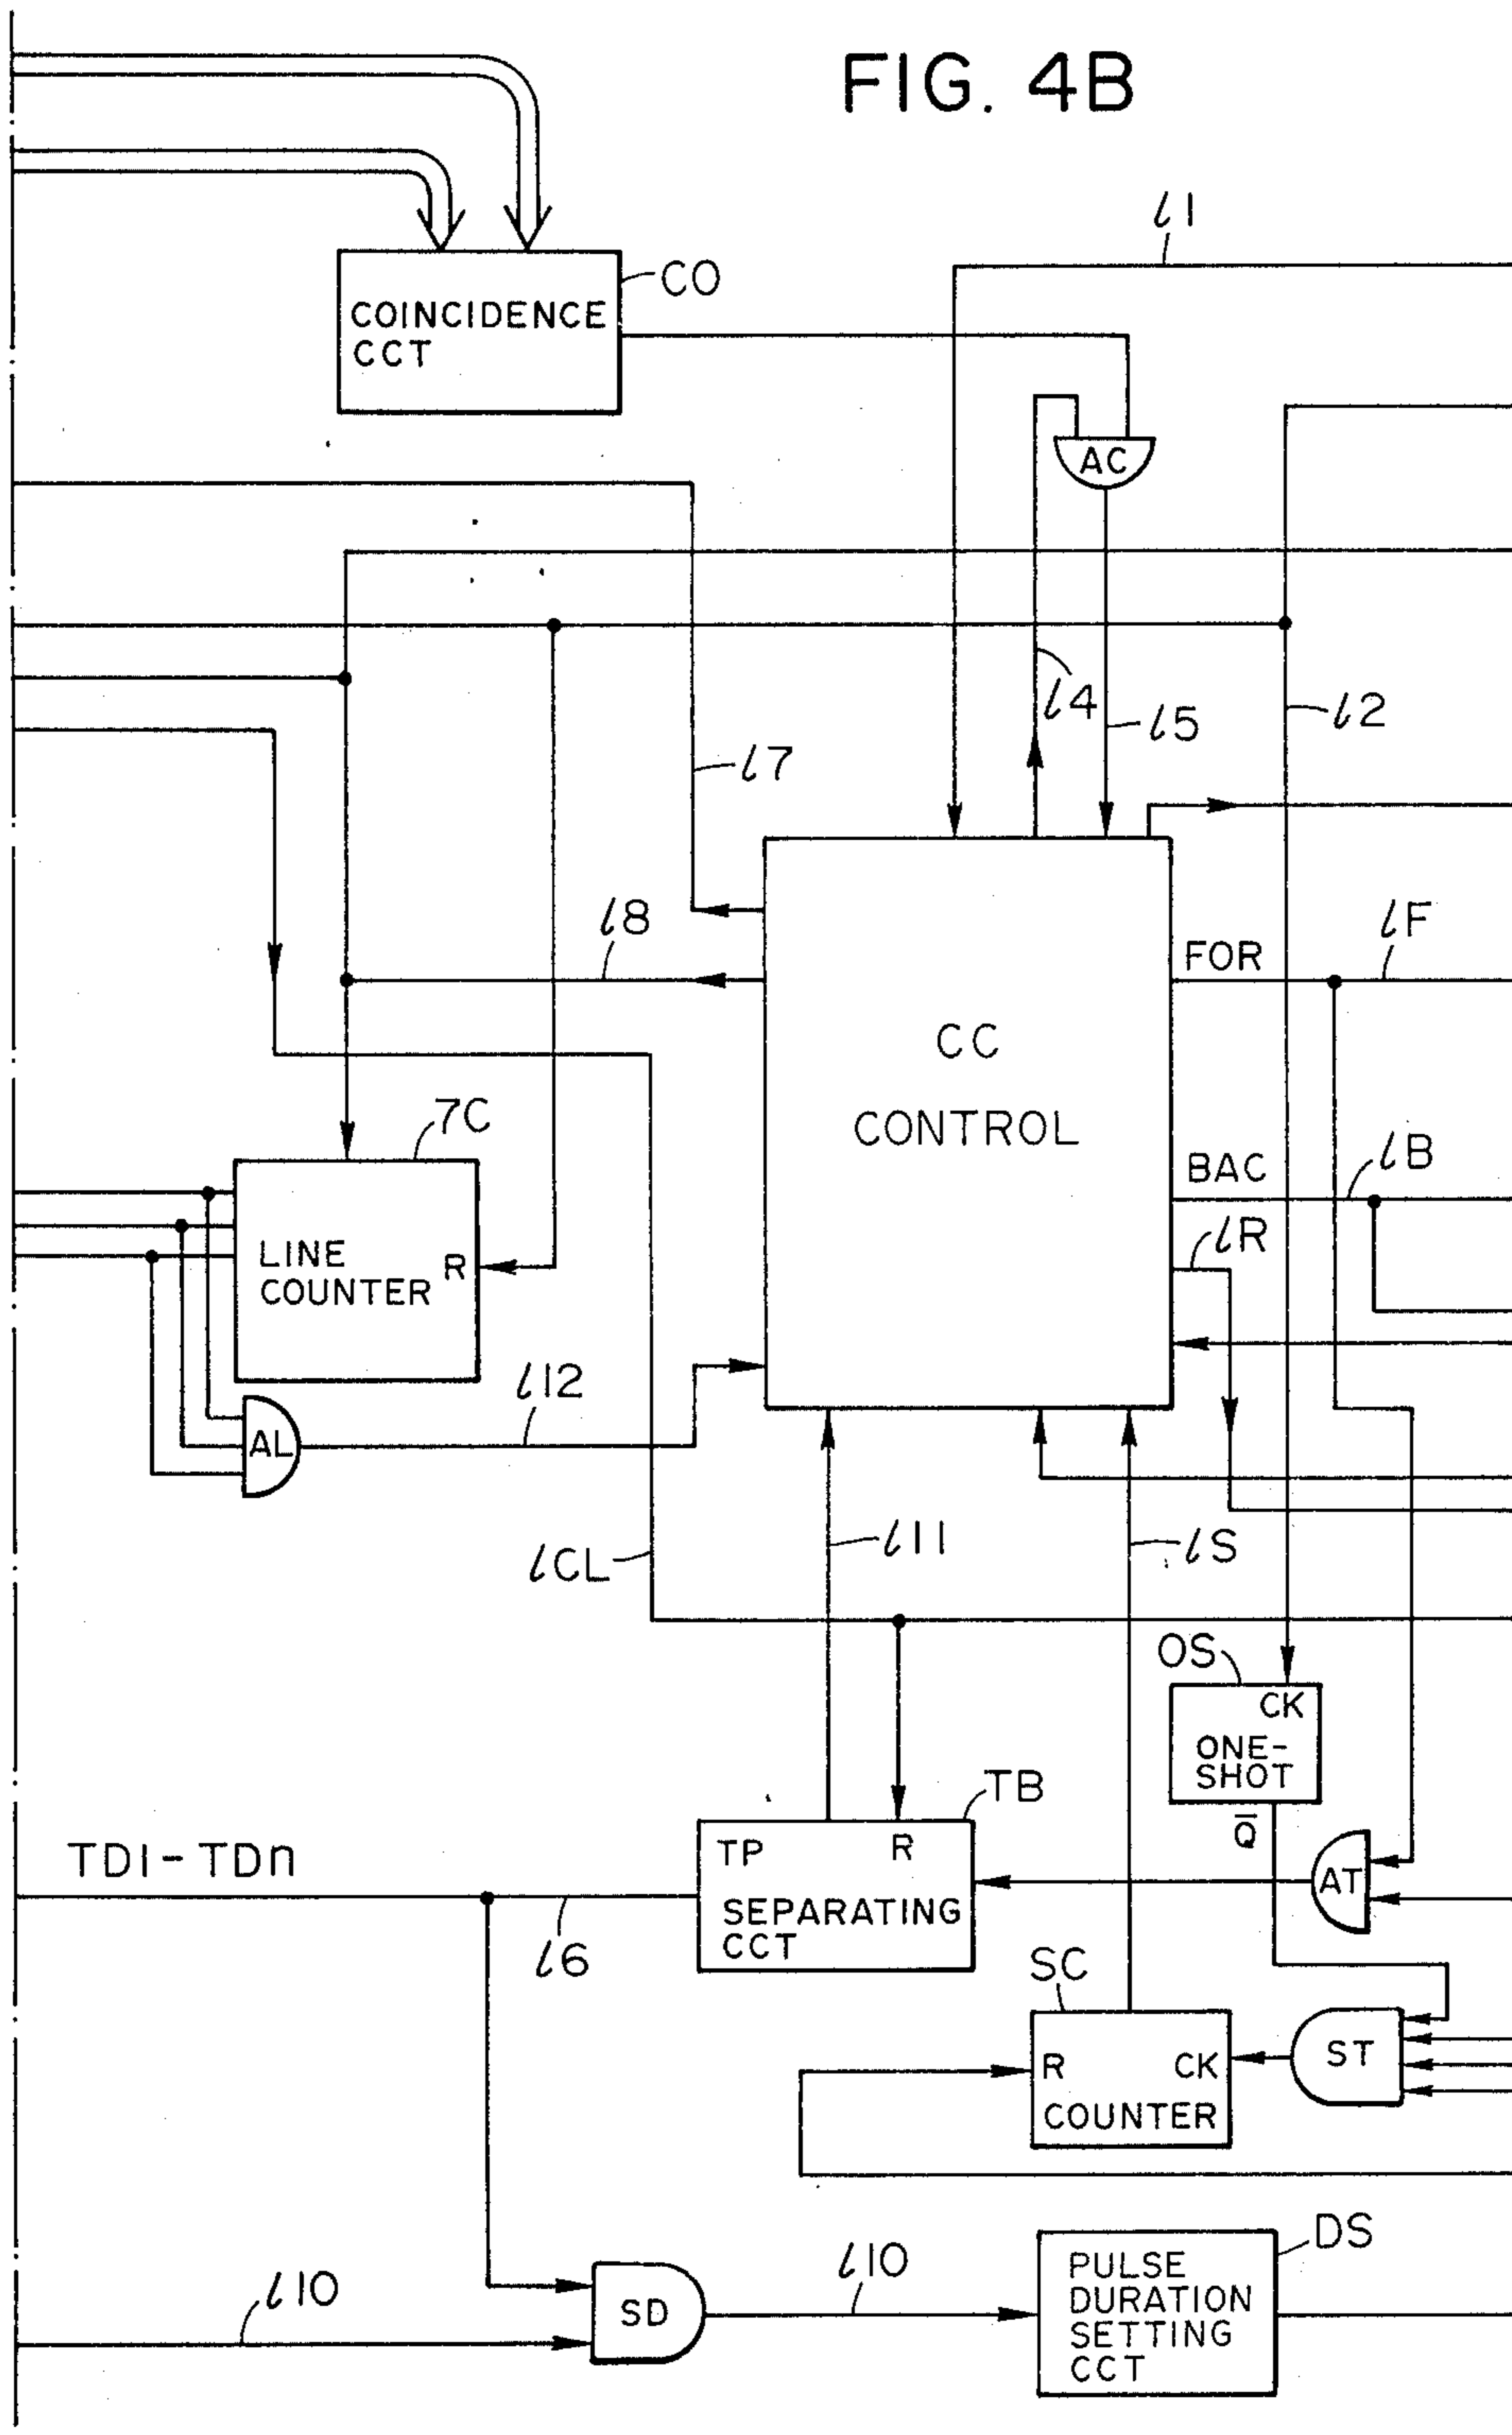 FIG. 4B
l1
CO
COINCIDENCE
CCT
AC
l4
l5
l2
l7
l8
FOR
lF
CC
CONTROL
7C
BAC
lB
lR
LINE
COUNTER
R
l12
AL
l11
lS
lCL
OS
CK
ONE-
SHOT
Q̄
TB
TP
R
SEPARATING
CCT
TD1-TDn
l6
AT
SC
R
CK
COUNTER
ST
DS
PULSE
DURATION
SETTING
CCT
l10
l10
SD